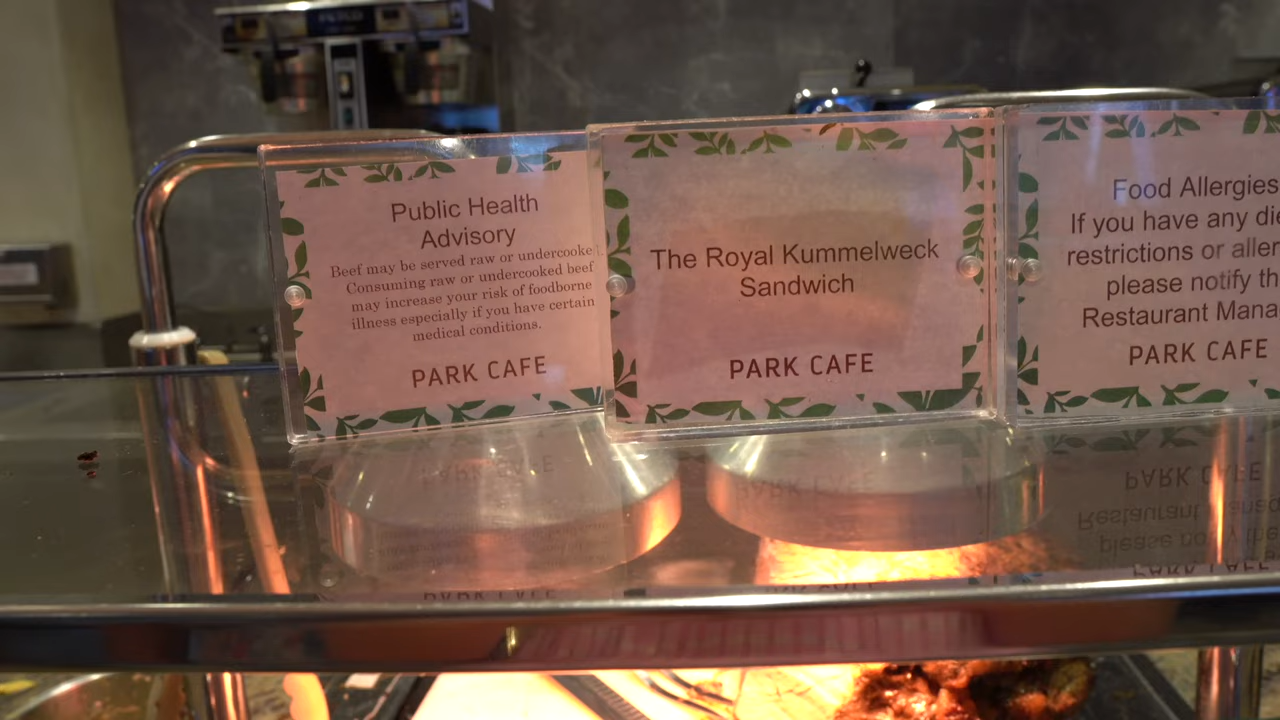 Public Health
Advisory
Beef may be served raw or undercooke
Consuming raw or undercooked beef
may increase your risk of foodborne
illness especially if you have certain
medical conditions.
PARK CAFE
The Royal Kummelweck
Sandwich
PARK CAFE
Food Allergies
If you have any die
restrictions or aller
please notify th
Restaurant Mana
PARK CAFE